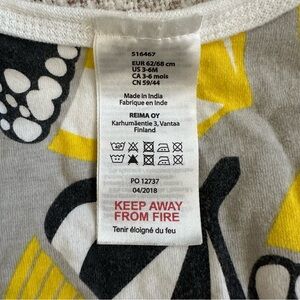 516467
EUR 62/68 cm
US 3-6M
CA 3-6 mois
CN 59/44
Made in India
Fabriqué en Inde
REIMA OY
Karhumäentie 3, Vantaa
Finland
PO 12737
04/2018
KEEP AWAY
FROM FIRE
Tenir éloigné du feu